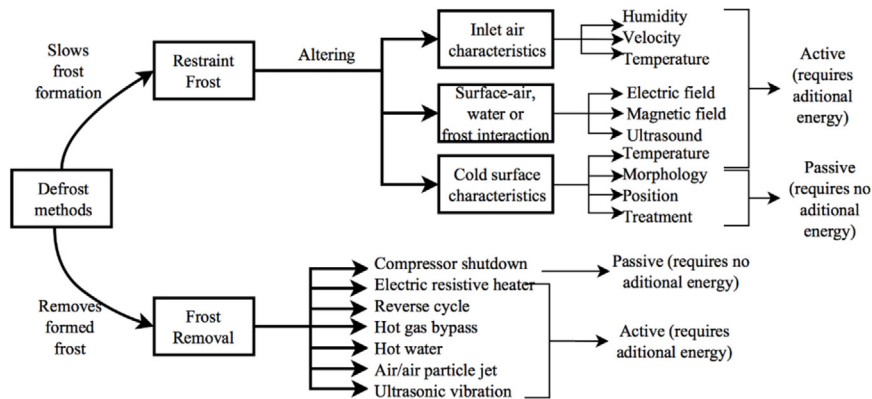 Defrost
methods
Slows
frost
formation
Restraint
Frost
Altering
Inlet air
characteristics
Humidity
Velocity
Temperature
Surface-air,
water or
frost interaction
Electric field
Magnetic field
Ultrasound
Cold surface
characteristics
Temperature
Morphology
Position
Treatment
Active
(requires
aditional
energy)
Passive
(requires no
aditional
energy)
Removes
formed
frost
Frost
Removal
Compressor shutdown
Electric resistive heater
Reverse cycle
Hot gas bypass
Hot water
Air/air particle jet
Ultrasonic vibration
Passive (requires no
aditional energy)
Active (requires
aditional energy)